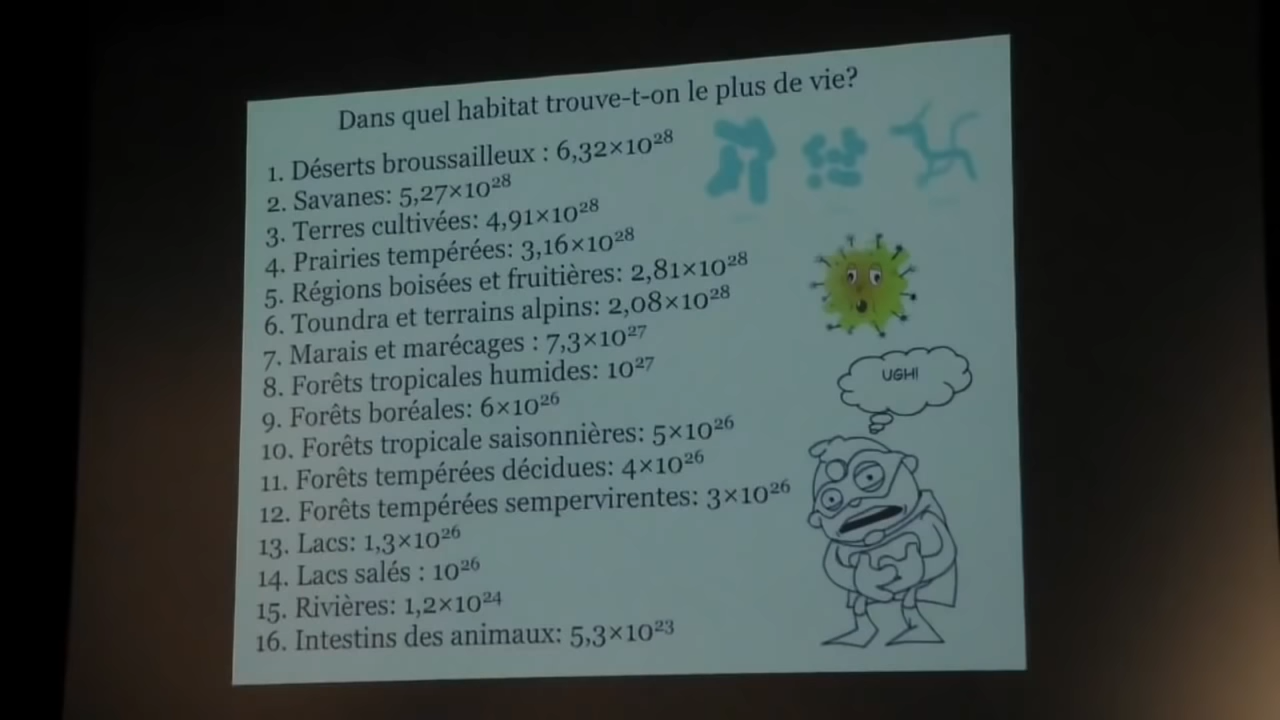 Dans quel habitat trouve-t-on le plus de vie?
1. Déserts broussailleux : 6,32×10²⁸
2. Savanes: 5,27×10²⁸
3. Terres cultivées: 4,91×10²⁸
4. Prairies tempérées: 3,16×10²⁸
5. Régions boisées et fruitières: 2,81×10²⁸
6. Toundra et terrains alpins: 2,08×10²⁸
7. Marais et marécages : 7,3×10²⁷
8. Forêts tropicales humides: 10²⁷
9. Forêts boréales: 6×10²⁶
10. Forêts tropicale saisonnières: 5×10²⁶
11. Forêts tempérées décidues: 4×10²⁶
12. Forêts tempérées sempervirentes: 3×10²⁶
13. Lacs: 1,3×10²⁶
14. Lacs salés : 10²⁶
15. Rivières: 1,2×10²⁴
16. Intestins des animaux: 5,3×10²³
UGH!